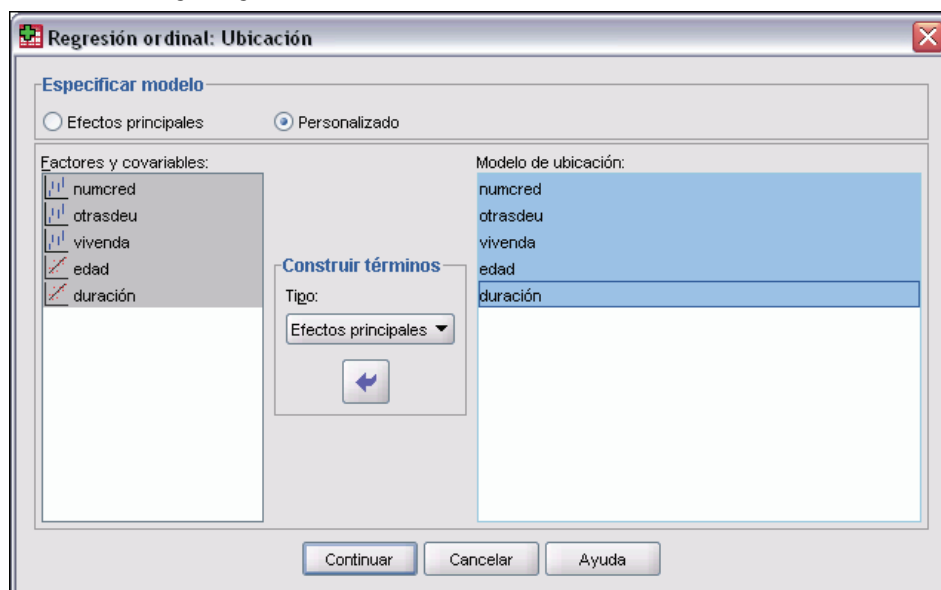 Regresión ordinal: Ubicación
Especificar modelo
Efectos principales
Personalizado
Factores y covariables:
numcred
otrasdeu
vivenda
edad
duración
Construir términos
Tipo:
Efectos principales
Modelo de ubicación:
numcred
otrasdeu
vivenda
edad
duración
Continuar
Cancelar
Ayuda